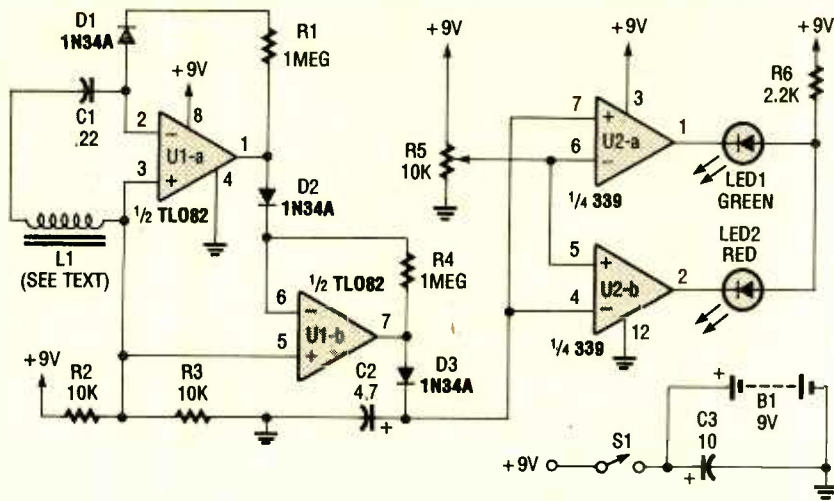 D1
1N34A
R1
1MEG
+9V
C1
.22
2
8
1
3
4
U1-a
1/2 TLO82
D2
1N34A
L1
(SEE TEXT)
1/2 TLO82
R4
1MEG
6
7
5
U1-b
D3
1N34A
+9V
R2
10K
R3
10K
C2
4.7
+
+9V
+9V
+9V
R5
10K
7
3
1
6
U2-a
1/4 339
R6
2.2K
LED1
GREEN
LED2
RED
5
2
4
12
U2-b
1/4 339
+
B1
9V
+9V
S1
C3
10
+